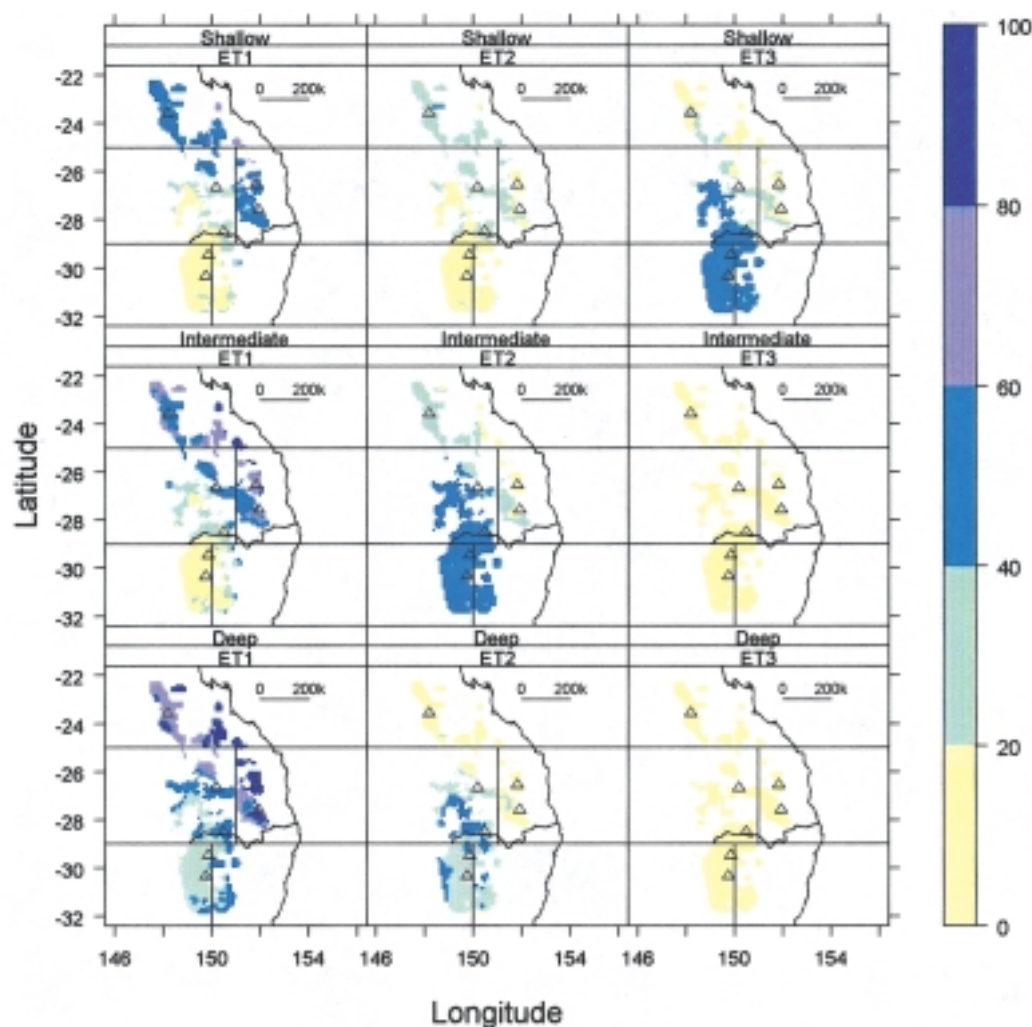 Shallow Shallow Shallow
ET1 ET2 ET3
0 200k 0 200k 0 200k
-22
-24
-26
-28
-30
-32
Intermediate Intermediate Intermediate
ET1 ET2 ET3
0 200k 0 200k 0 200k
-22
-24
-26
-28
-30
-32
Deep Deep Deep
ET1 ET2 ET3
0 200k 0 200k 0 200k
-22
-24
-26
-28
-30
-32
146 150 154 146 150 154 146 150 154
Latitude
Longitude
100
80
60
40
20
0